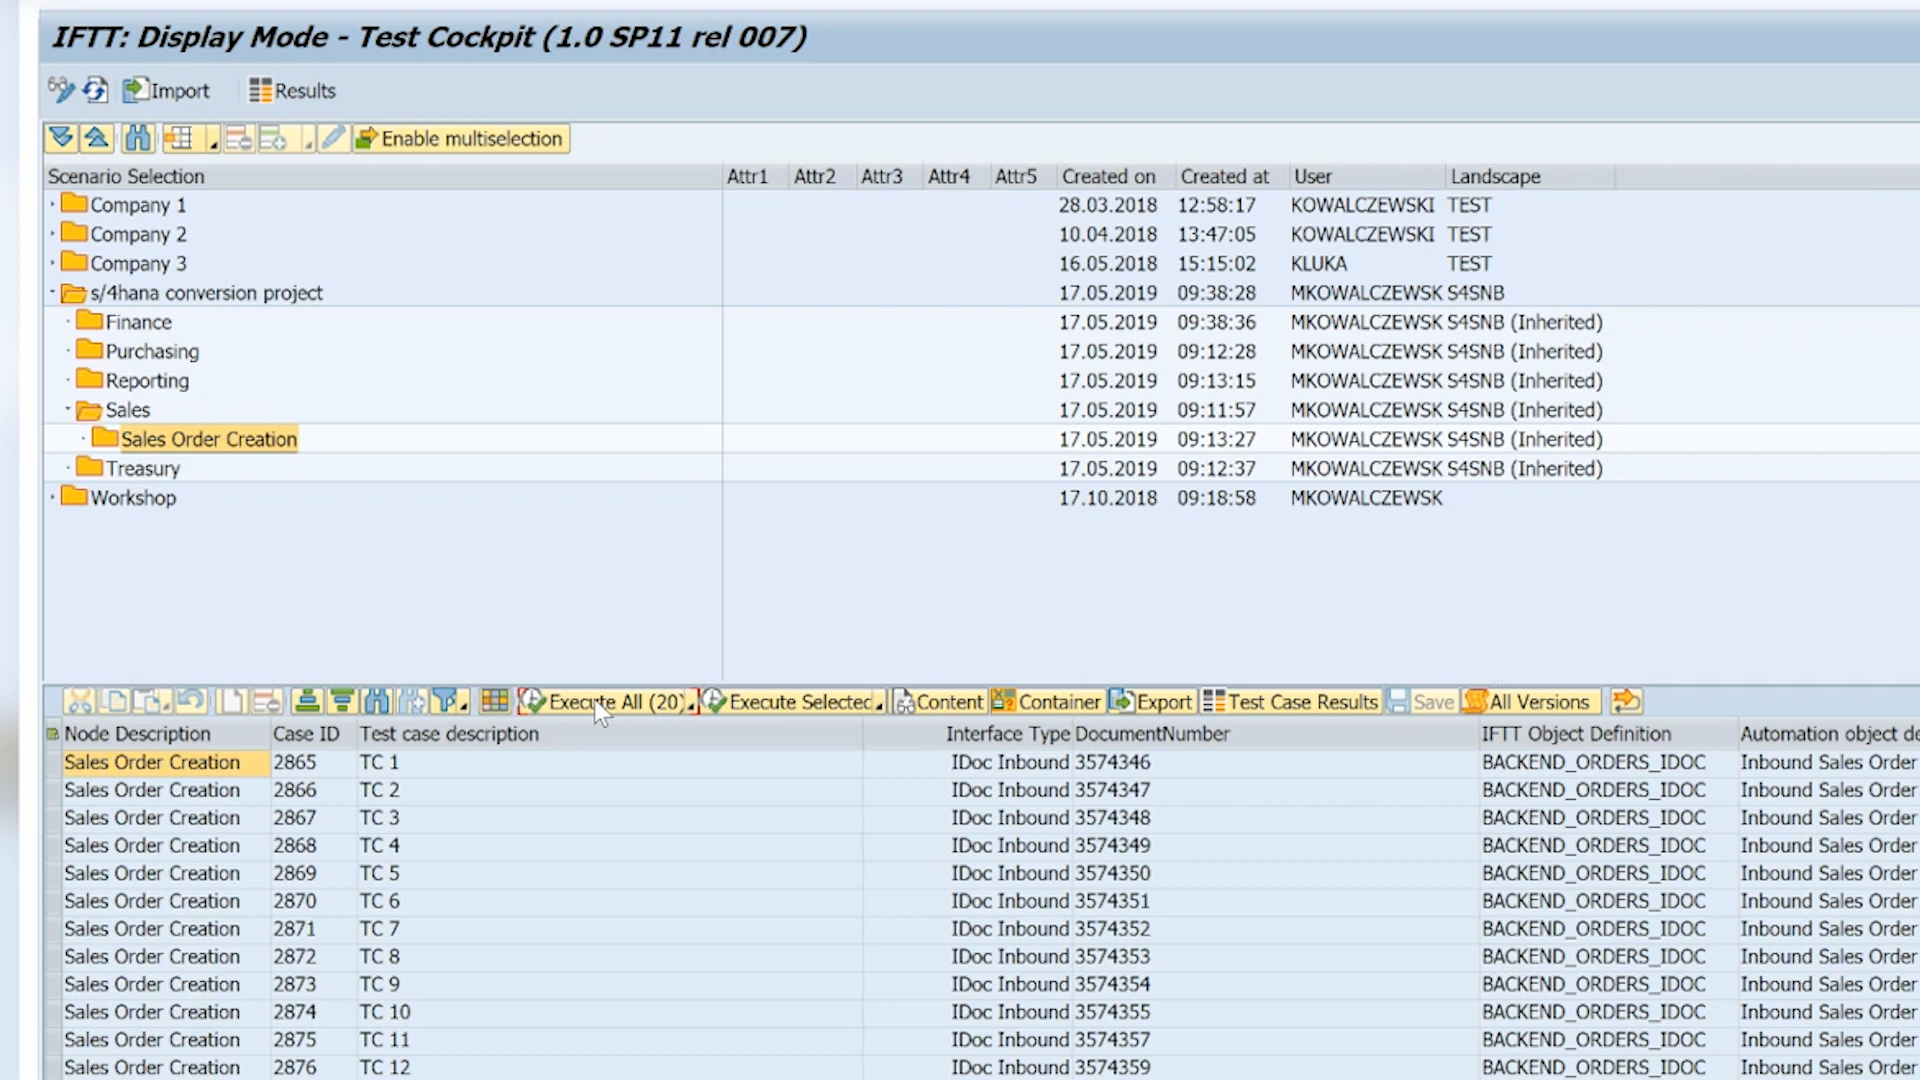 IFTT: Display Mode - Test Cockpit (1.0 SP11 rel 007)
Import Results
Enable multiselection
Scenario Selection Attr1 Attr2 Attr3 Attr4 Attr5 Created on Created at User Landscape
Company 1 28.03.2018 12:58:17 KOWALCZEWSKI TEST
Company 2 10.04.2018 13:47:05 KOWALCZEWSKI TEST
Company 3 16.05.2018 15:15:02 KLUKA TEST
s/4hana conversion project 17.05.2019 09:38:28 MKOWALCZEWSK S4SNB
Finance 17.05.2019 09:38:36 MKOWALCZEWSK S4SNB (Inherited)
Purchasing 17.05.2019 09:12:28 MKOWALCZEWSK S4SNB (Inherited)
Reporting 17.05.2019 09:13:15 MKOWALCZEWSK S4SNB (Inherited)
Sales 17.05.2019 09:11:57 MKOWALCZEWSK S4SNB (Inherited)
Sales Order Creation 17.05.2019 09:13:27 MKOWALCZEWSK S4SNB (Inherited)
Treasury 17.05.2019 09:12:37 MKOWALCZEWSK S4SNB (Inherited)
Workshop 17.10.2018 09:18:58 MKOWALCZEWSK
Execute All (20) Execute Selected Content Container Export Test Case Results Save All Versions
Node Description Case ID Test case description Interface Type DocumentNumber IFTT Object Definition Automation object de
Sales Order Creation 2865 TC 1 IDoc Inbound 3574346 BACKEND_ORDERS_IDOC Inbound Sales Order
Sales Order Creation 2866 TC 2 IDoc Inbound 3574347 BACKEND_ORDERS_IDOC Inbound Sales Order
Sales Order Creation 2867 TC 3 IDoc Inbound 3574348 BACKEND_ORDERS_IDOC Inbound Sales Order
Sales Order Creation 2868 TC 4 IDoc Inbound 3574349 BACKEND_ORDERS_IDOC Inbound Sales Order
Sales Order Creation 2869 TC 5 IDoc Inbound 3574350 BACKEND_ORDERS_IDOC Inbound Sales Order
Sales Order Creation 2870 TC 6 IDoc Inbound 3574351 BACKEND_ORDERS_IDOC Inbound Sales Order
Sales Order Creation 2871 TC 7 IDoc Inbound 3574352 BACKEND_ORDERS_IDOC Inbound Sales Order
Sales Order Creation 2872 TC 8 IDoc Inbound 3574353 BACKEND_ORDERS_IDOC Inbound Sales Order
Sales Order Creation 2873 TC 9 IDoc Inbound 3574354 BACKEND_ORDERS_IDOC Inbound Sales Order
Sales Order Creation 2874 TC 10 IDoc Inbound 3574355 BACKEND_ORDERS_IDOC Inbound Sales Order
Sales Order Creation 2875 TC 11 IDoc Inbound 3574357 BACKEND_ORDERS_IDOC Inbound Sales Order
Sales Order Creation 2876 TC 12 IDoc Inbound 3574359 BACKEND_ORDERS_IDOC Inbound Sales Order